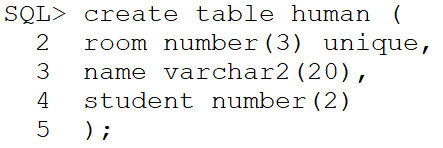 SQL> create table human (
2 room number(3) unique,
3 name varchar2(20),
4 student number(2)
5 );